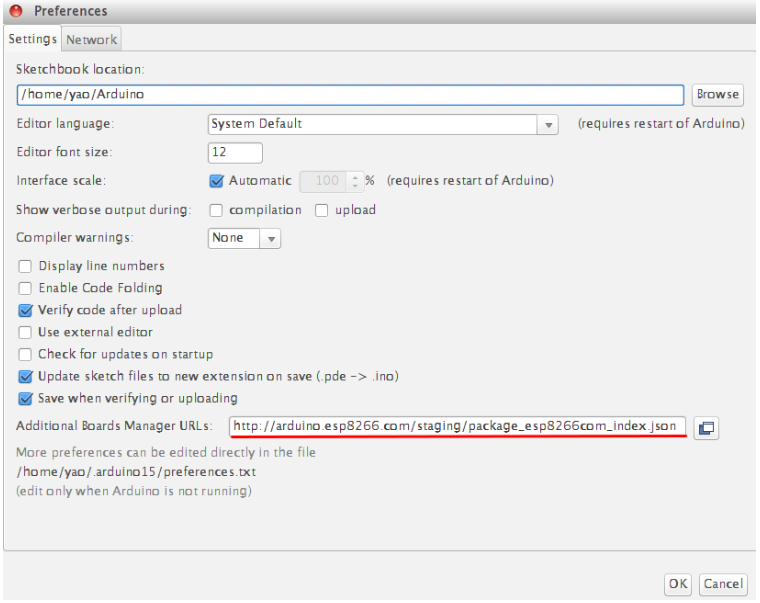 Preferences
Settings Network
Sketchbook location:
/home/yao/Arduino Browse
Editor language: System Default (requires restart of Arduino)
Editor font size: 12
Interface scale: Automatic 100 % (requires restart of Arduino)
Show verbose output during: compilation upload
Compiler warnings: None
Display line numbers
Enable Code Folding
Verify code after upload
Use external editor
Check for updates on startup
Update sketch files to new extension on save (.pde -> .ino)
Save when verifying or uploading
Additional Boards Manager URLs: http://arduino.esp8266.com/staging/package_esp8266com_index.json
More preferences can be edited directly in the file
/home/yao/.arduino15/preferences.txt
(edit only when Arduino is not running)
OK Cancel